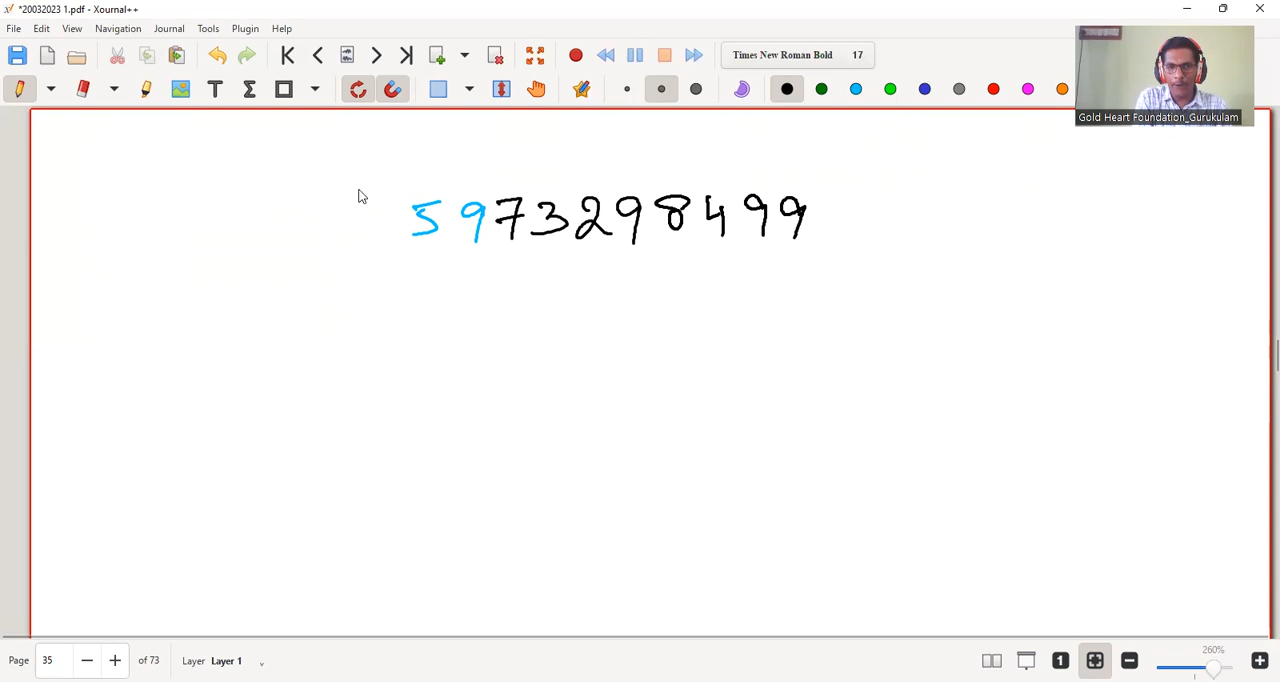 *20032023 1.pdf - Xournal++
File Edit View Navigation Journal Tools Plugin Help
Times New Roman Bold 17
Gold Heart Foundation_Gurukulam
5973298499
Page 35 of 73 Layer Layer 1
260%